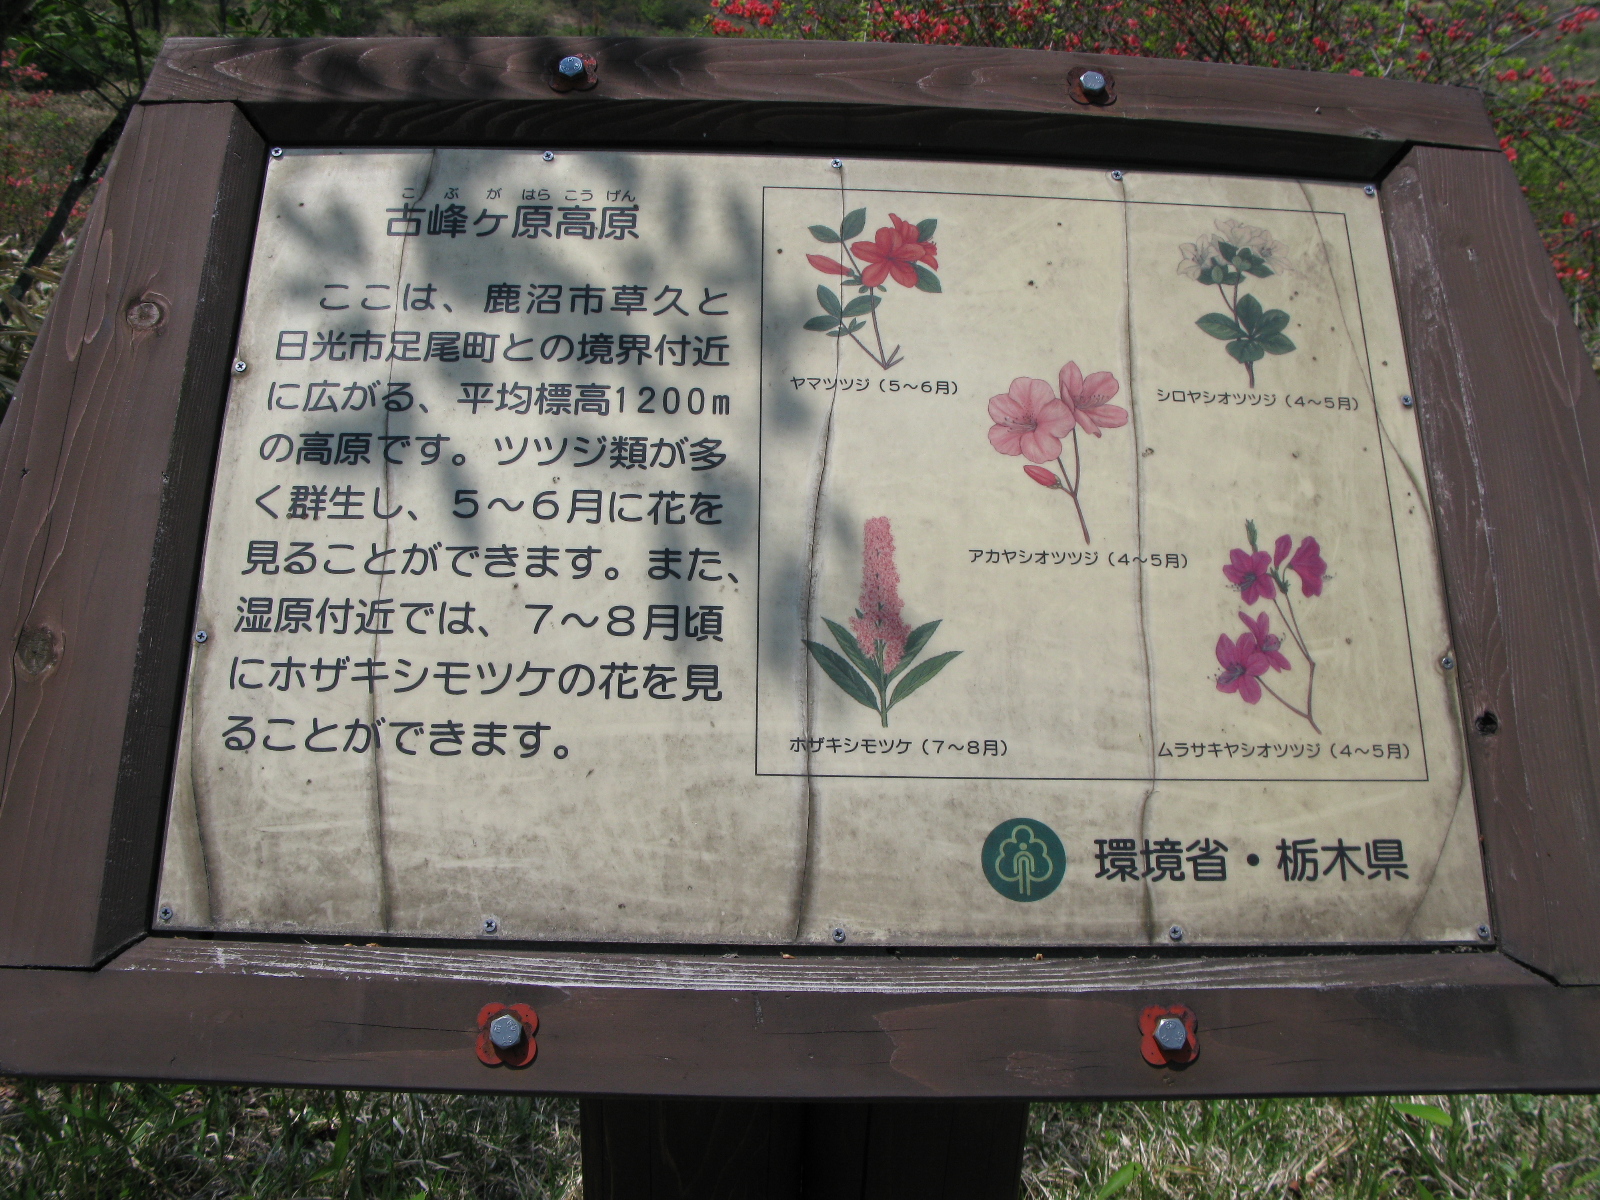 こぶがはらこうげん
古峰ヶ原高原
ここは、鹿沼市草久と
日光市足尾町との境界付近
に広がる、平均標高1200m
の高原です。ツツジ類が多
く群生し、５～６月に花を
見ることができます。また、
湿原付近では、７～８月頃
にホザキシモツケの花を見
ることができます。
ヤマツツジ（５～６月）
シロヤシオツツジ（４～５月）
アカヤシオツツジ（４～５月）
ホザキシモツケ（７～８月）
ムラサキヤシオツツジ（４～５月）
環境省・栃木県